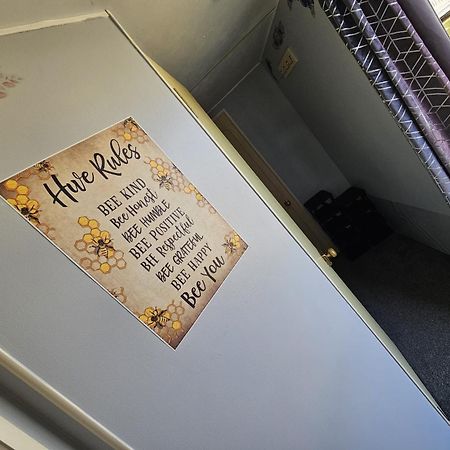 Hive Rules
BEE KIND
Bee Honest
BEE HUMBLE
BEE POSITIVE
BEE Respectful
BEE GRATEFUL
BEE HAPPY
Bee You